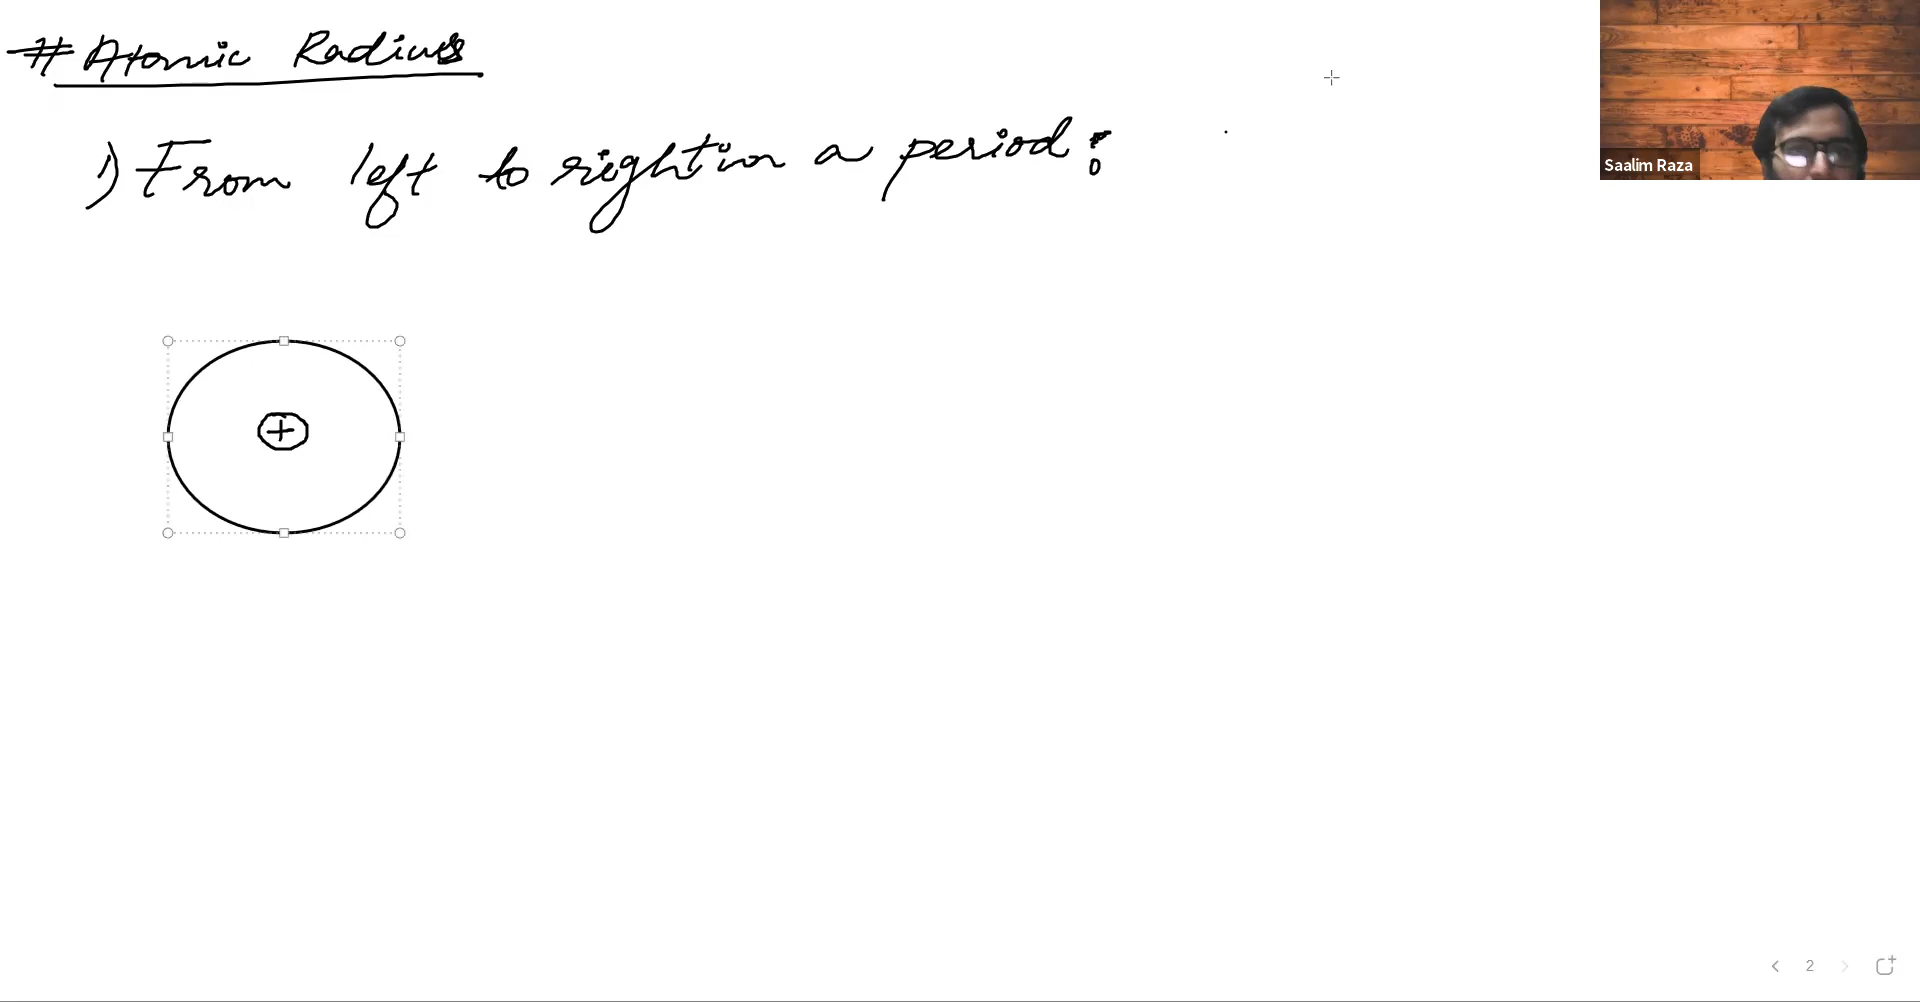 # Atomic Radius
1) From left to right in a period :
+
Saalim Raza
2